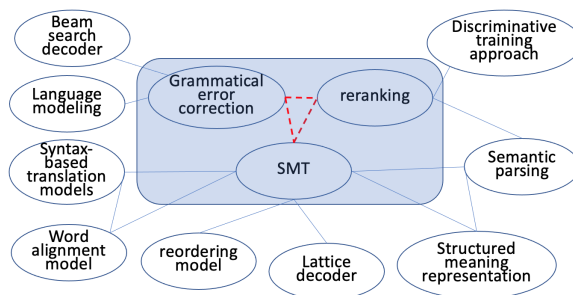 Beam
search
decoder
Discriminative
training
approach
Grammatical
error
correction
reranking
Language
modeling
Syntax-
based
translation
models
SMT
Semantic
parsing
Word
alignment
model
reordering
model
Lattice
decoder
Structured
meaning
representation